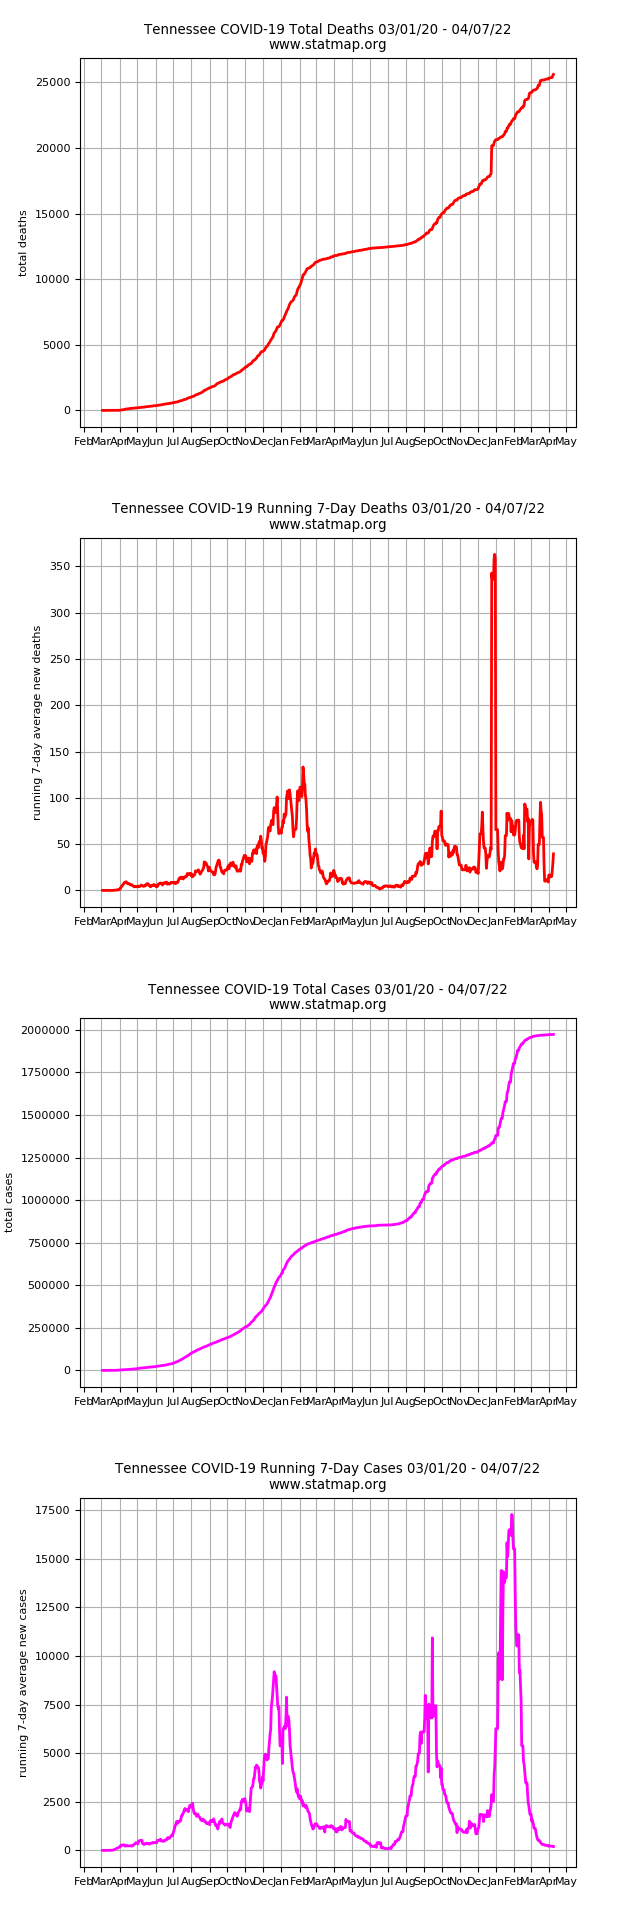 Tennessee COVID-19 Total Deaths 03/01/20 - 04/07/22
www.statmap.org
25000
20000
15000
10000
5000
0
total deaths
Feb Mar Apr May Jun Jul Aug Sep Oct Nov Dec Jan Feb Mar Apr May Jun Jul Aug Sep Oct Nov Dec Jan Feb Mar Apr May
Tennessee COVID-19 Running 7-Day Deaths 03/01/20 - 04/07/22
www.statmap.org
350
300
250
200
150
100
50
0
running 7-day average new deaths
Feb Mar Apr May Jun Jul Aug Sep Oct Nov Dec Jan Feb Mar Apr May Jun Jul Aug Sep Oct Nov Dec Jan Feb Mar Apr May
Tennessee COVID-19 Total Cases 03/01/20 - 04/07/22
www.statmap.org
2000000
1750000
1500000
1250000
1000000
750000
500000
250000
0
total cases
Feb Mar Apr May Jun Jul Aug Sep Oct Nov Dec Jan Feb Mar Apr May Jun Jul Aug Sep Oct Nov Dec Jan Feb Mar Apr May
Tennessee COVID-19 Running 7-Day Cases 03/01/20 - 04/07/22
www.statmap.org
17500
15000
12500
10000
7500
5000
2500
0
running 7-day average new cases
Feb Mar Apr May Jun Jul Aug Sep Oct Nov Dec Jan Feb Mar Apr May Jun Jul Aug Sep Oct Nov Dec Jan Feb Mar Apr May